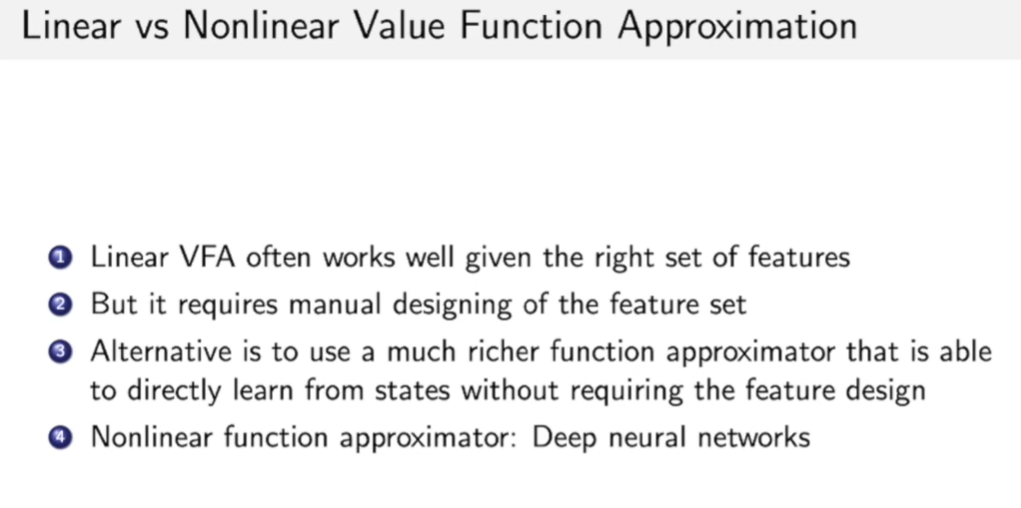 Linear vs Nonlinear Value Function Approximation
1 Linear VFA often works well given the right set of features
2 But it requires manual designing of the feature set
3 Alternative is to use a much richer function approximator that is able
to directly learn from states without requiring the feature design
4 Nonlinear function approximator: Deep neural networks